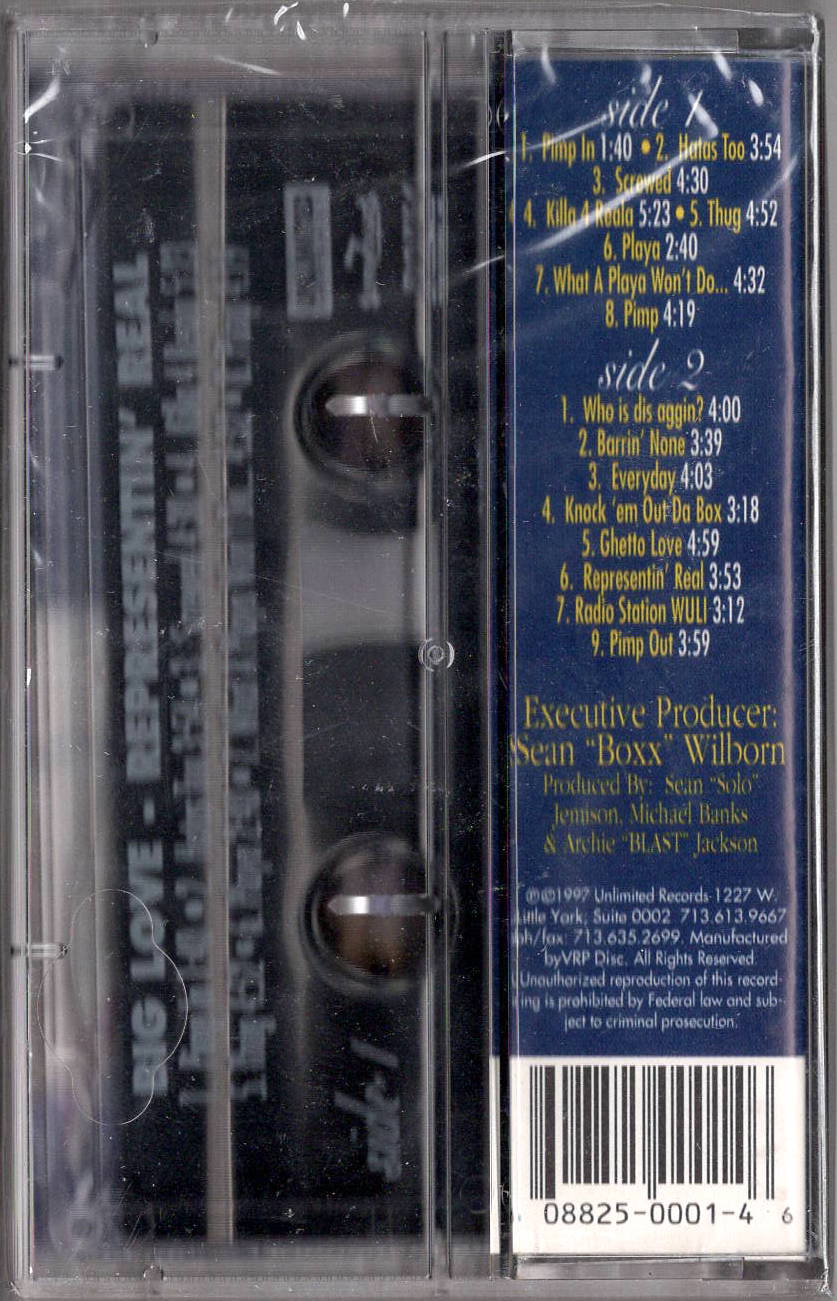 BIG LOVE - REPRESENTIN' REAL
side 1
1. Pimp In 1:40 • 2. Hatas Too 3:54
3. Screwed 4:30
4. Killa 4 Reala 5:23 • 5. Thug 4:52
6. Playa 2:40
7. What A Playa Won't Do... 4:32
8. Pimp 4:19
side 2
1. Who is dis aggin? 4:00
2. Barrin' None 3:39
3. Everyday 4:03
4. Knock 'em Out Da Box 3:18
5. Ghetto Love 4:59
6. Representin' Real 3:53
7. Radio Station WULI 3:12
9. Pimp Out 3:59
Executive Producer:
Sean "Boxx" Wilborn
Produced By: Sean "Solo"
Jemison, Michael Banks
& Archie "BLAST" Jackson
℗©1997 Unlimited Records 1227 W.
Little York, Suite 0002 713.613.9667
ph/fax: 713.635.2699. Manufactured
byVRP Disc. All Rights Reserved
Unauthorized reproduction of this record-
ing is prohibited by Federal law and sub-
ject to criminal prosecution.
08825-0001-4 6